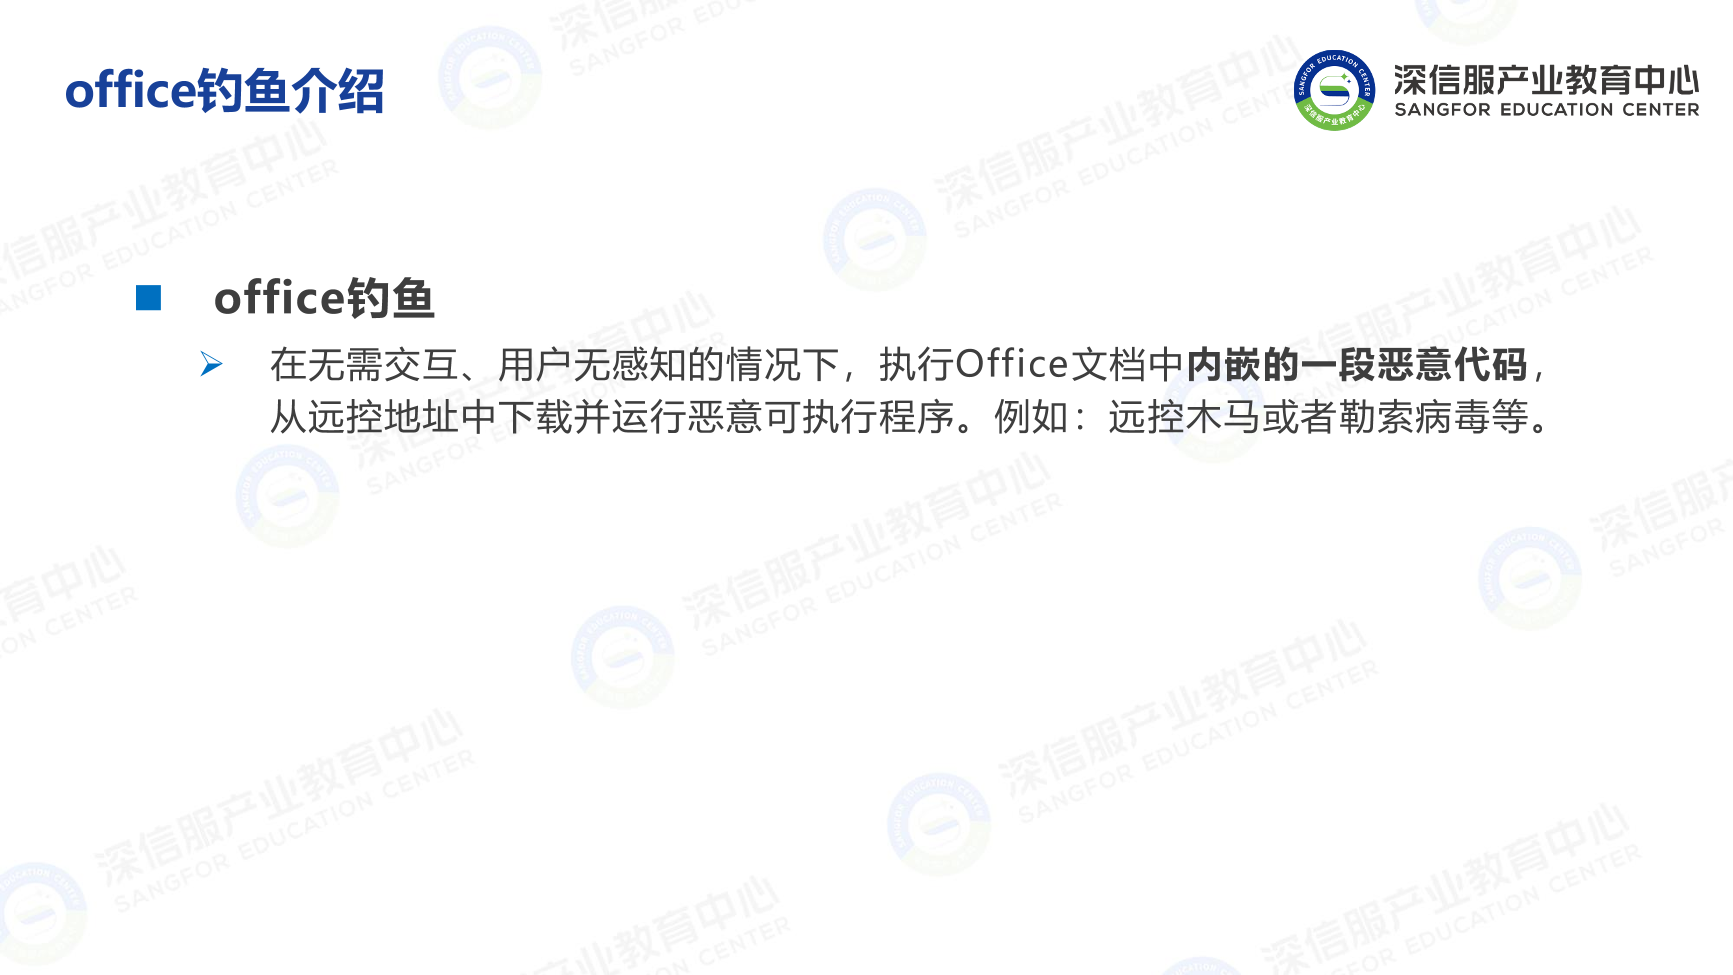 office钓鱼介绍
深信服产业教育中心
SANGFOR EDUCATION CENTER
office钓鱼
在无需交互、用户无感知的情况下，执行Office文档中内嵌的一段恶意代码，
从远控地址中下载并运行恶意可执行程序。例如：远控木马或者勒索病毒等。